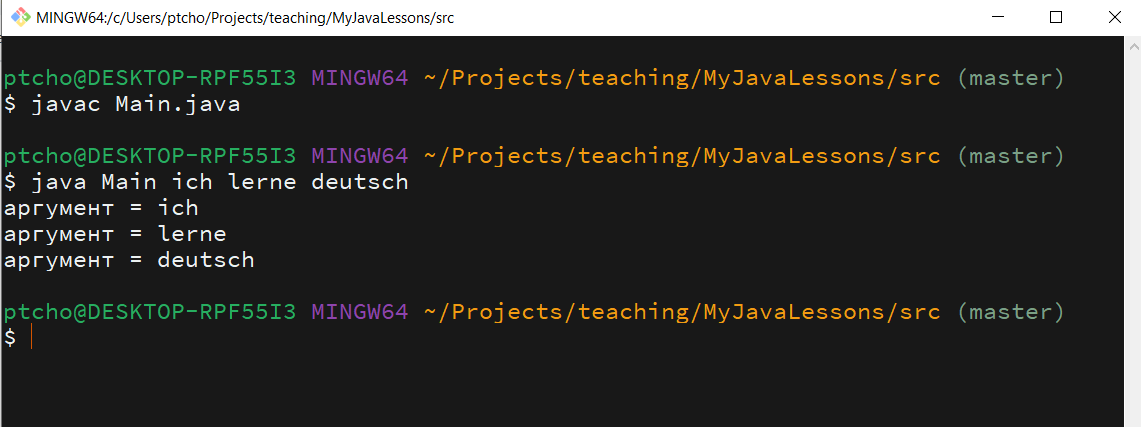 MINGW64:/c/Users/ptcho/Projects/teaching/MyJavaLessons/src
ptcho@DESKTOP-RPF55I3 MINGW64 ~/Projects/teaching/MyJavaLessons/src (master)
$ javac Main.java
ptcho@DESKTOP-RPF55I3 MINGW64 ~/Projects/teaching/MyJavaLessons/src (master)
$ java Main ich lerne deutsch
аргумент = ich
аргумент = lerne
аргумент = deutsch
ptcho@DESKTOP-RPF55I3 MINGW64 ~/Projects/teaching/MyJavaLessons/src (master)
$